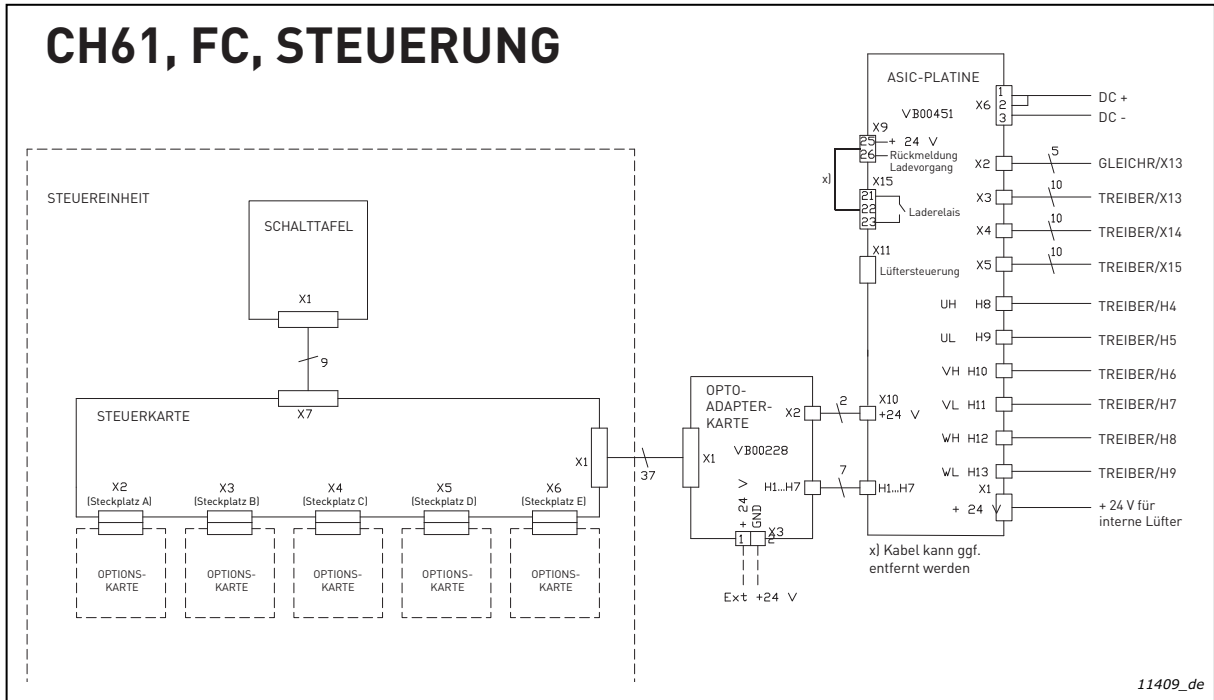 CH61, FC, STEUERUNG
STEUEREINHEIT
SCHALTTAFEL
X1
9
X7
STEUERKARTE
X1
37
X2
(Steckplatz A)
X3
(Steckplatz B)
X4
(Steckplatz C)
X5
(Steckplatz D)
X6
(Steckplatz E)
OPTIONS-
KARTE
OPTIONS-
KARTE
OPTIONS-
KARTE
OPTIONS-
KARTE
OPTIONS-
KARTE
OPTO-
ADAPTER-
KARTE
VB00228
X1
X2
2
H1...H7
7
+ 24 V
GND
X3
1
2
Ext +24 V
ASIC-PLATINE
VB00451
X9
25
+ 24 V
26
Rückmeldung
Ladevorgang
x)
X15
21
22
23
Laderelais
X11
Lüftersteuerung
X10
+24 V
H1...H7
X6
1
2
3
DC +
DC -
X2
5
GLEICHR/X13
X3
10
TREIBER/X13
X4
10
TREIBER/X14
X5
10
TREIBER/X15
UH H8
TREIBER/H4
UL H9
TREIBER/H5
VH H10
TREIBER/H6
VL H11
TREIBER/H7
WH H12
TREIBER/H8
WL H13
TREIBER/H9
X1
+ 24 V
+ 24 V für
interne Lüfter
x) Kabel kann ggf.
entfernt werden
11409_de